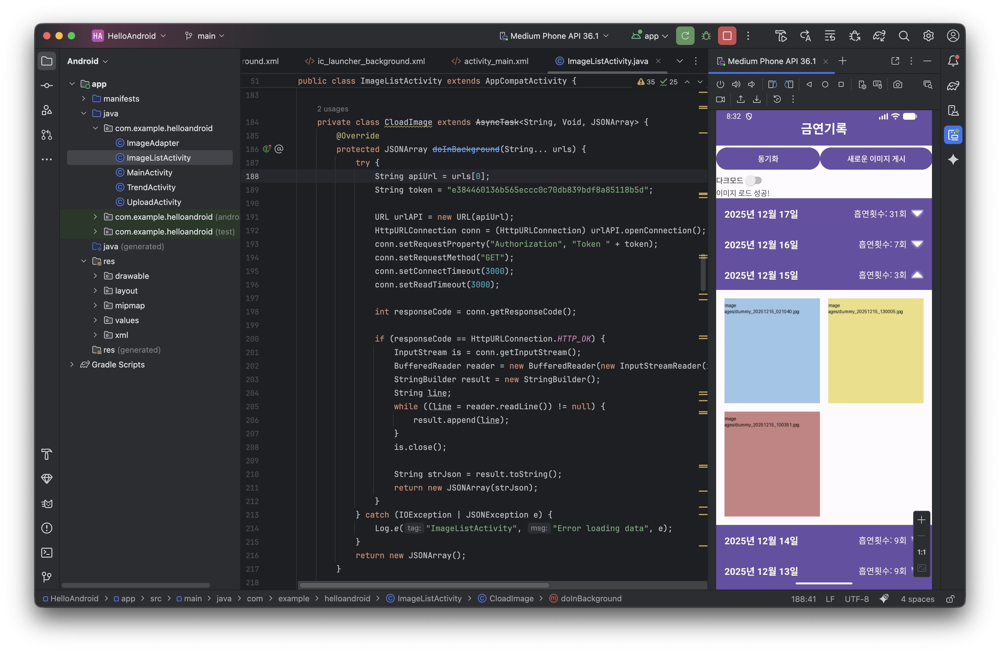 HA HelloAndroid
main
Medium Phone API 36.1
app
Android
app
manifests
java
com.example.helloandroid
ImageAdapter
ImageListActivity
MainActivity
TrendActivity
UploadActivity
com.example.helloandroid (androi
com.example.helloandroid (test)
java (generated)
res
drawable
layout
mipmap
values
xml
res (generated)
Gradle Scripts
round.xml
ic_launcher_background.xml
activity_main.xml
ImageListActivity.java
51 public class ImageListActivity extends AppCompatActivity {
35 25
183
2 usages
184 private class CloadImage extends AsyncTask<String, Void, JSONArray> {
185 @Override
186 protected JSONArray doInBackground(String... urls) {
187 try {
188 String apiUrl = urls[0];
189 String token = "e384460136b565eccc0c70db839bdf8a85118b5d";
190
191 URL urlAPI = new URL(apiUrl);
192 HttpURLConnection conn = (HttpURLConnection) urlAPI.openConnection();
193 conn.setRequestProperty("Authorization", "Token " + token);
194 conn.setRequestMethod("GET");
195 conn.setConnectTimeout(3000);
196 conn.setReadTimeout(3000);
197
198 int responseCode = conn.getResponseCode();
199
200 if (responseCode == HttpURLConnection.HTTP_OK) {
201 InputStream is = conn.getInputStream();
202 BufferedReader reader = new BufferedReader(new InputStreamReader(
203 StringBuilder result = new StringBuilder();
204 String line;
205 while ((line = reader.readLine()) != null) {
206 result.append(line);
207 }
208 is.close();
209
210 String strJson = result.toString();
211 return new JSONArray(strJson);
212 }
213 } catch (IOException | JSONException e) {
214 Log.e( tag: "ImageListActivity", msg: "Error loading data", e);
215 }
216 return new JSONArray();
217 }
218
Medium Phone API 36.1
8:32
금연기록
동기화
새로운 이미지 게시
다크모드
이미지 로드 성공!
2025년 12월 17일 흡연횟수: 31회
2025년 12월 16일 흡연횟수: 7회
2025년 12월 15일 흡연횟수: 3회
Image
ages/dummy_20251215_021040.jpg
Image
ages/dummy_20251215_130005.jpg
Image
ages/dummy_20251215_100351.jpg
2025년 12월 14일 흡연횟수: 9회
2025년 12월 13일 흡연횟수: 9회
1:1
HelloAndroid > app > src > main > java > com > example > helloandroid > ImageListActivity > CloadImage > doInBackground
188:41 LF UTF-8 4 spaces